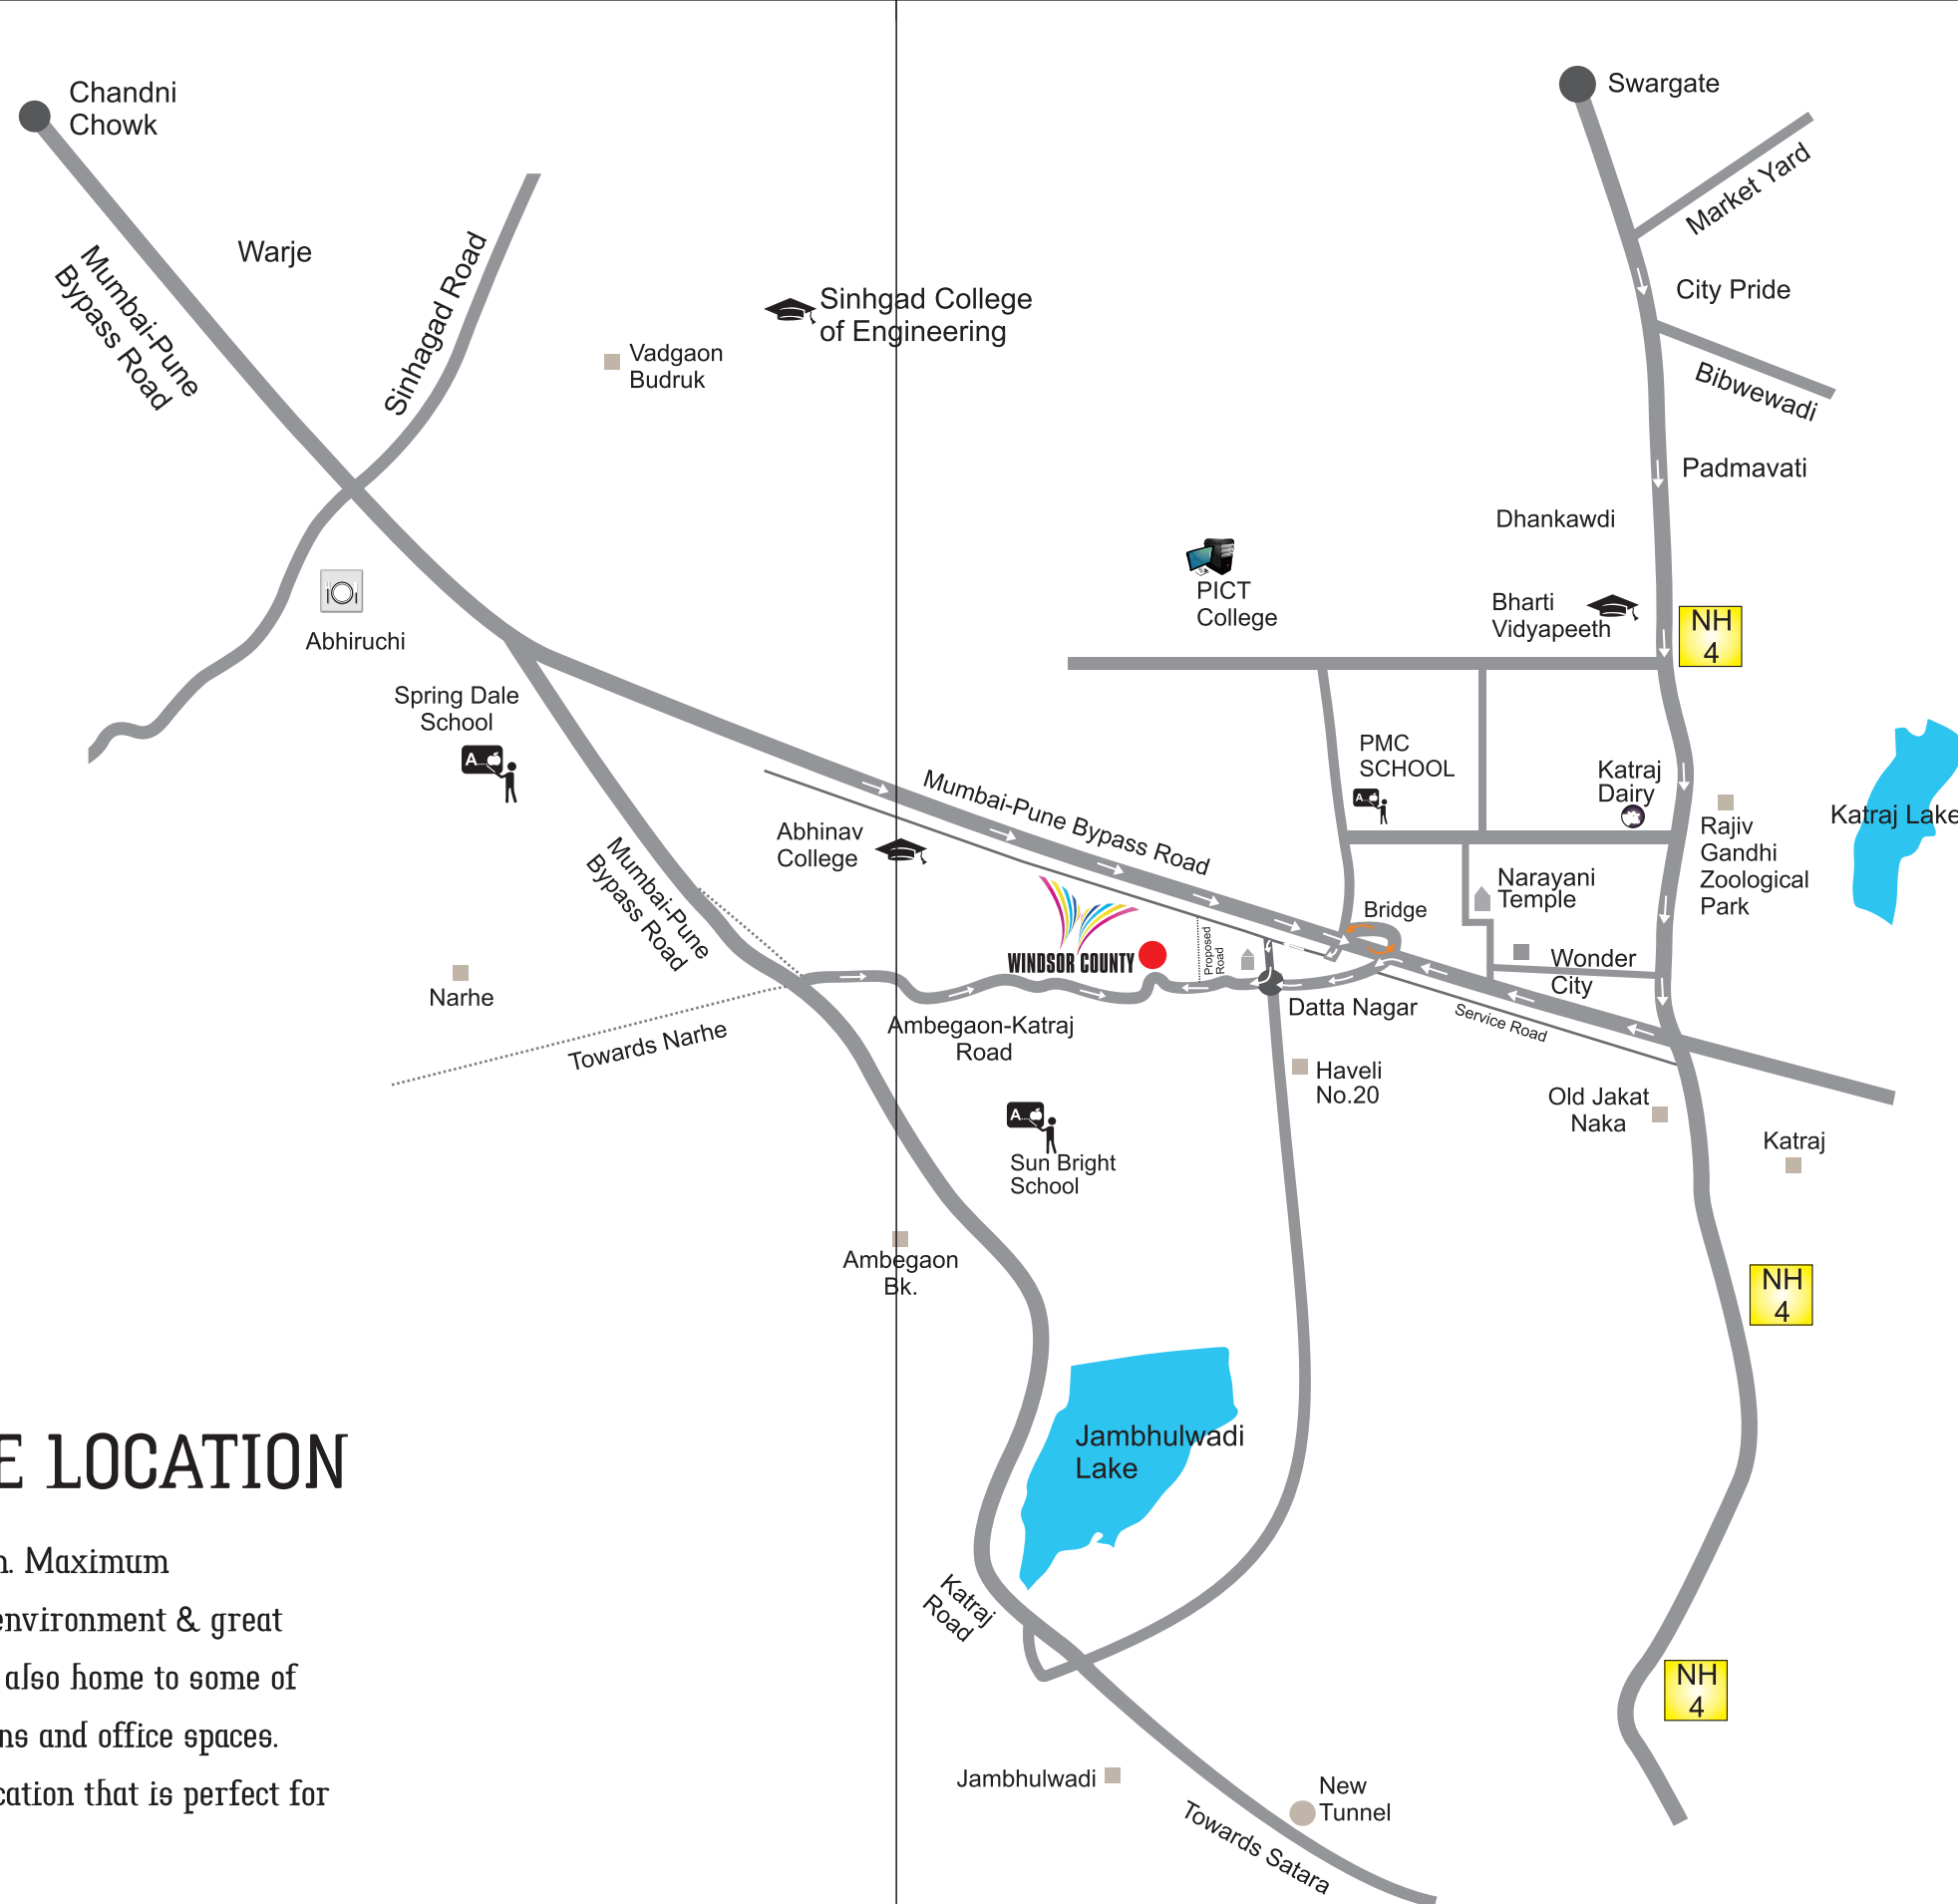 Chandni
Chowk
Swargate
Market Yard
Warje
Mumbai-Pune
Bypass Road
Sinhagad Road
Sinhgad College
of Engineering
City Pride
Vadgaon
Budruk
Bibwewadi
Padmavati
Dhankawdi
PICT
College
Bharti
Vidyapeeth
NH
4
Abhiruchi
Spring Dale
School
A...
PMC
SCHOOL
A...
Katraj
Dairy
Katraj Lake
Rajiv
Gandhi
Zoological
Park
Mumbai-Pune Bypass Road
Abhinav
College
Mumbai-Pune
Bypass Road
Narayani
Temple
Bridge
Proposed
Road
WINDSOR COUNTY
Wonder
City
Narhe
Datta Nagar
Service Road
Ambegaon-Katraj
Road
Towards Narhe
Haveli
No.20
Old Jakat
Naka
A...
Sun Bright
School
Katraj
Ambegaon
Bk.
NH
4
Jambhulwadi
Lake
E LOCATION
. Maximum
environment & great
also home to some of
ns and office spaces.
cation that is perfect for
Katraj
Road
NH
4
Jambhulwadi
New
Tunnel
Towards Satara